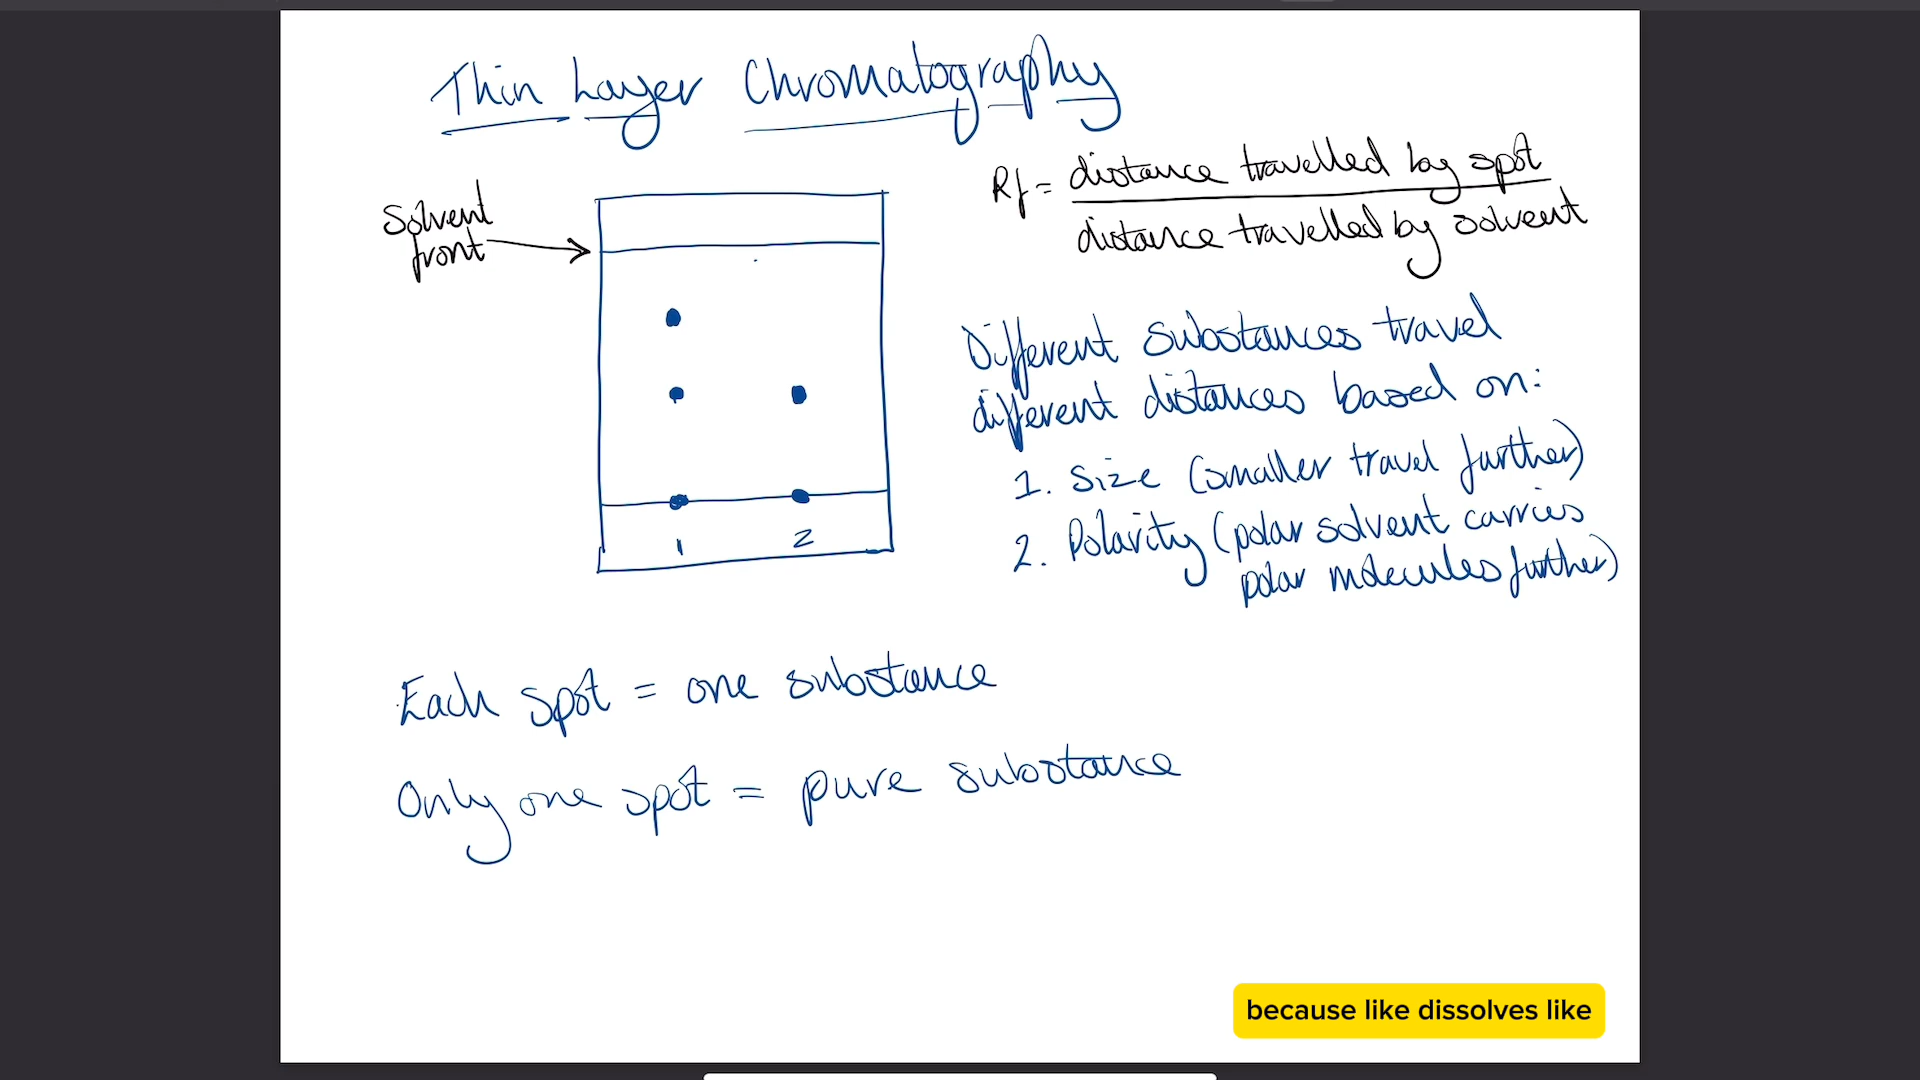 Thin Layer Chromatography
Solvent
front
Rf = distance travelled by spot
distance travelled by solvent
Different substances travel
different distances based on:
1. Size (smaller travel further)
2. Polarity (polar solvent carries
polar molecules further)
1 2
Each spot = one substance
Only one spot = pure substance
because like dissolves like